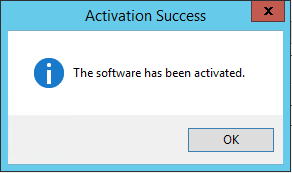 Activation Success
The software has been activated.
OK